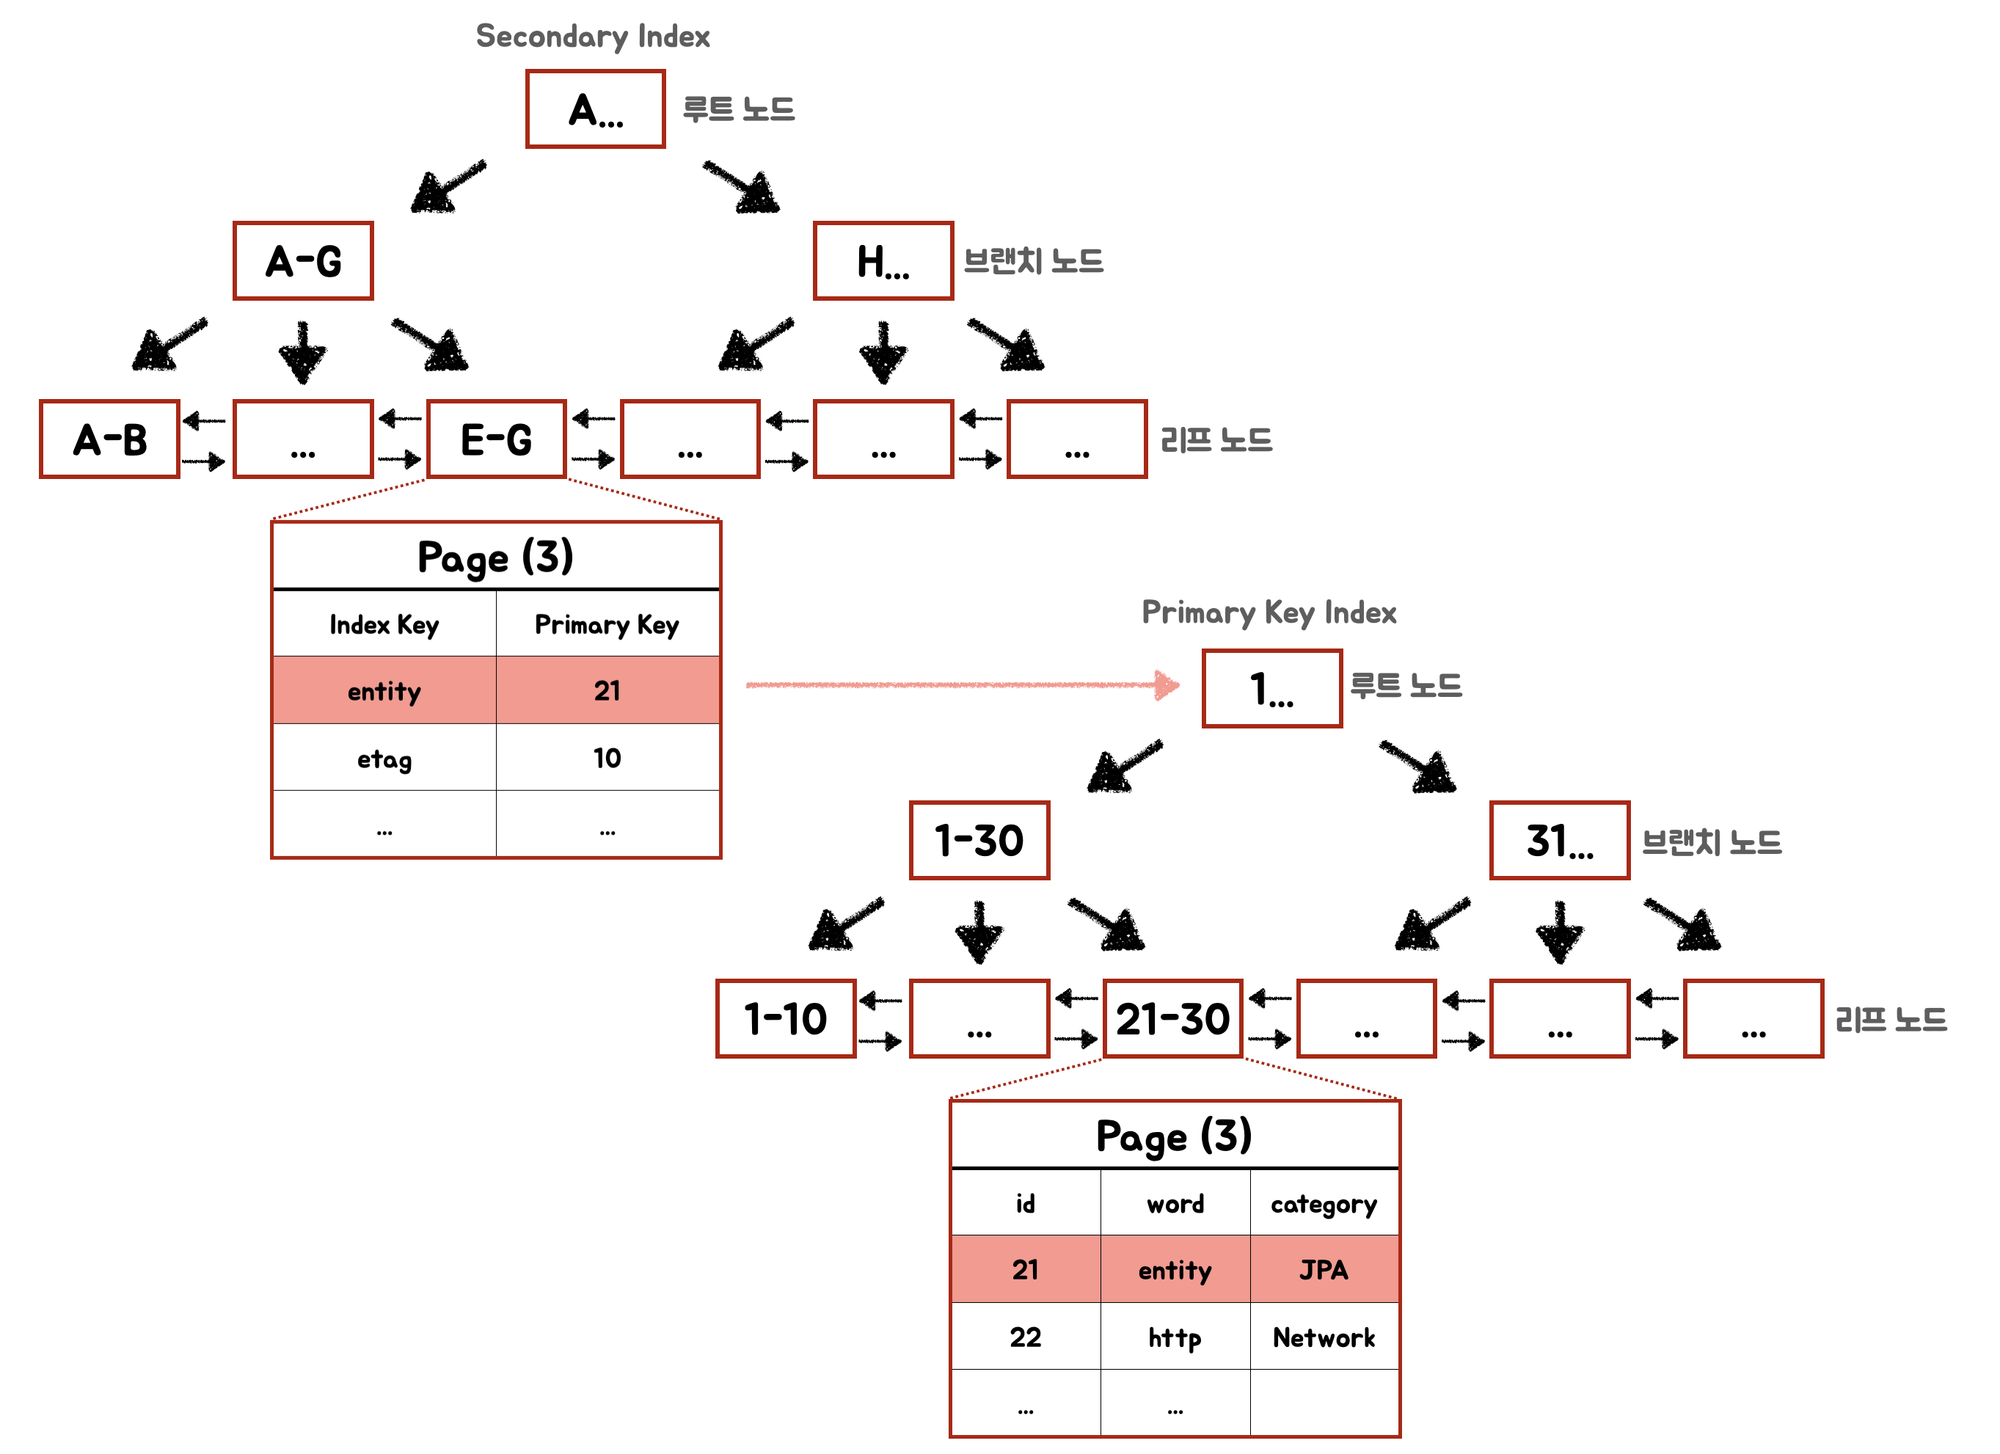 Secondary Index
A...
루트 노드
A-G
H...
브랜치 노드
A-B
...
E-G
...
...
...
리프 노드
Page (3)
Index Key Primary Key
entity 21
etag 10
... ...
Primary Key Index
1...
루트 노드
1-30
31...
브랜치 노드
1-10
...
21-30
...
...
...
리프 노드
Page (3)
id word category
21 entity JPA
22 http Network
... ...